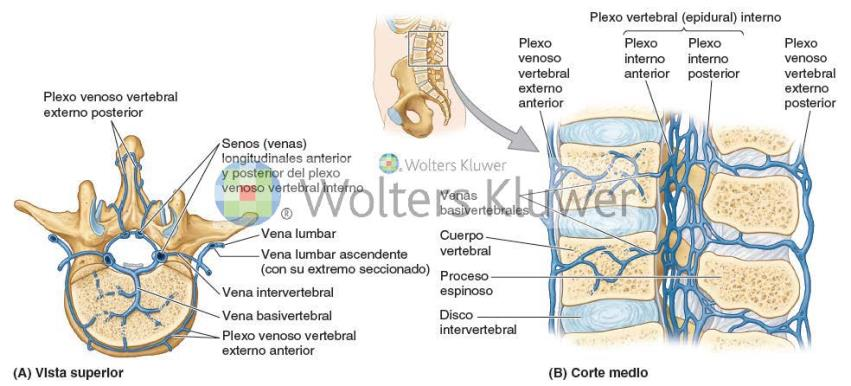 Plexo venoso vertebral
externo posterior
Senos (venas)
longitudinales anterior
y posterior del plexo
venoso vertebral interno
Vena lumbar
Vena lumbar ascendente
(con su extremo seccionado)
Vena intervertebral
Vena basivertebral
Plexo venoso vertebral
externo anterior
(A) Vista superior
Plexo vertebral (epidural) interno
Plexo
venoso
vertebral
externo
anterior
Plexo
interno
anterior
Plexo
interno
posterior
Plexo
venoso
vertebral
externo
posterior
Venas
basivertebrales
Cuerpo
vertebral
Proceso
espinoso
Disco
intervertebral
(B) Corte medio
Wolters Kluwer
® Wolters Kluwer